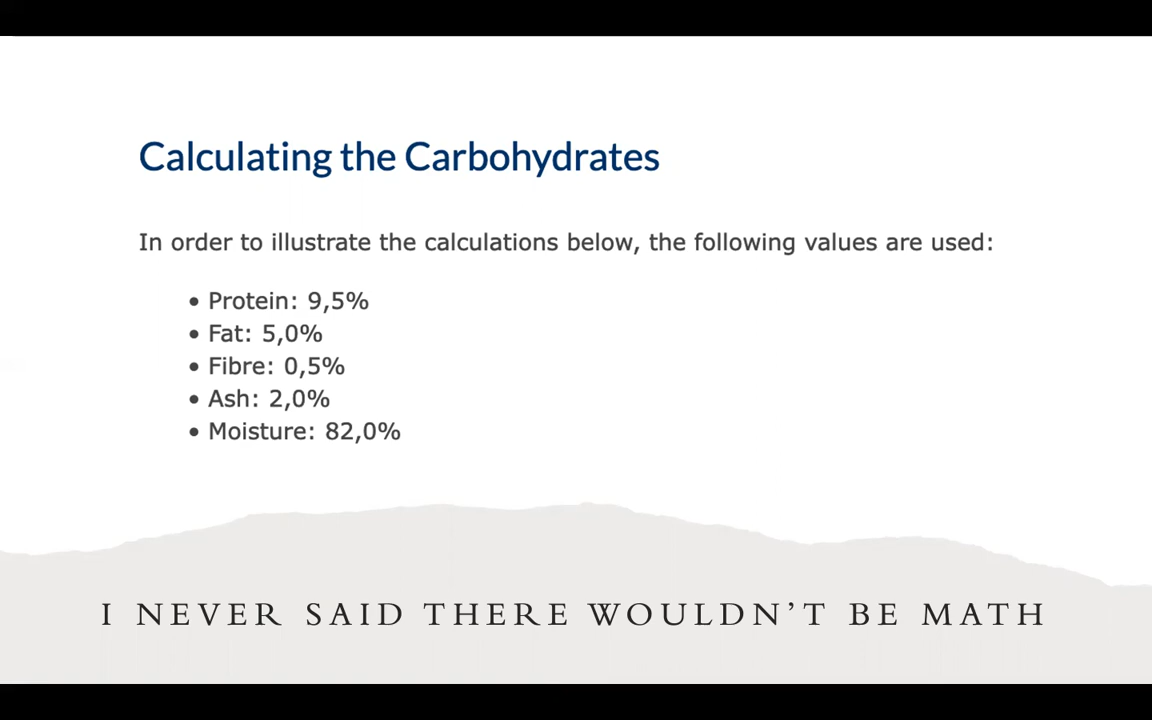 Calculating the Carbohydrates
In order to illustrate the calculations below, the following values are used:
• Protein: 9,5%
• Fat: 5,0%
• Fibre: 0,5%
• Ash: 2,0%
• Moisture: 82,0%
I NEVER SAID THERE WOULDN’T BE MATH